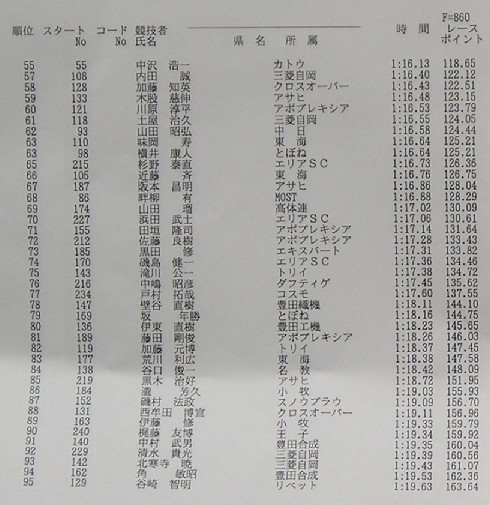 F=860
順位 スタート コード 競技者 時間 レース
No No 氏名 県名 所属 ポイント
55 55 中沢 浩一 カトウ 1:16.13 118.65
57 108 内田 誠 三菱自岡 1:16.40 122.12
58 128 加藤 知英 クロスオーバー 1:16.43 122.51
59 133 木股 慈伸 アサヒ 1:16.48 123.15
60 121 川原 淳平 アポプレキシア 1:16.53 123.79
61 118 土屋 治久 三菱自岡 1:16.55 124.05
62 93 山田 昭弘 中日 1:16.58 124.44
63 110 味岡 寿 東海 1:16.64 125.21
63 98 横井 康人 とぼね 1:16.64 125.21
65 215 杉野 泰直 エリアSC 1:16.73 126.36
66 105 近藤 斉 東海 1:16.76 126.75
67 187 阪本 昌明 アサヒ 1:16.86 128.04
68 86 畔柳 有 MOST 1:16.88 128.29
69 174 山田 瑠 高体連 1:17.02 130.09
70 227 浜田 武士 エリアSC 1:17.06 130.61
71 155 田垣 隆司 アポプレキシア 1:17.14 131.64
72 212 佐藤 良樹 アポプレキシア 1:17.28 133.43
73 185 黒田 修 エキスパート 1:17.31 133.82
74 170 磯島 健一 エリアSC 1:17.36 134.46
75 143 滝川 公一 トリイ 1:17.38 134.72
76 216 中嶋 昭彦 ダフティゲ 1:17.45 135.62
77 234 戸村 拓哉 コスモ 1:17.60 137.55
78 147 壁谷 直樹 豊田織機 1:18.11 144.10
79 169 坂 年勝 とぼね 1:18.16 144.75
80 136 伊東 直樹 豊田工機 1:18.23 145.65
81 189 藤田 剛俊 アポプレキシア 1:18.26 146.03
82 119 加藤 元博 トリイ 1:18.37 147.45
83 177 荒川 利広 東海 1:18.38 147.58
84 138 谷口 俊一 名教 1:18.42 148.09
85 219 黒木 治好 アサヒ 1:18.72 151.95
86 184 瀧 芳久 小牧 1:19.03 155.93
87 152 磯村 法政 スノウブラウ 1:19.09 156.70
88 131 西牟田 博宣 クロスオーバー 1:19.11 156.96
89 163 伊藤 修 小牧 1:19.33 159.79
90 240 梶藤 友博 王子 1:19.34 159.92
91 140 中村 武男 豊田合成 1:19.35 160.04
92 229 清水 貴光 三菱自岡 1:19.39 160.56
93 142 北寒寺 暁 三菱自岡 1:19.43 161.07
94 162 角 敏昭 豊田合成 1:19.53 162.36
95 129 谷崎 智明 リベット 1:19.63 163.64